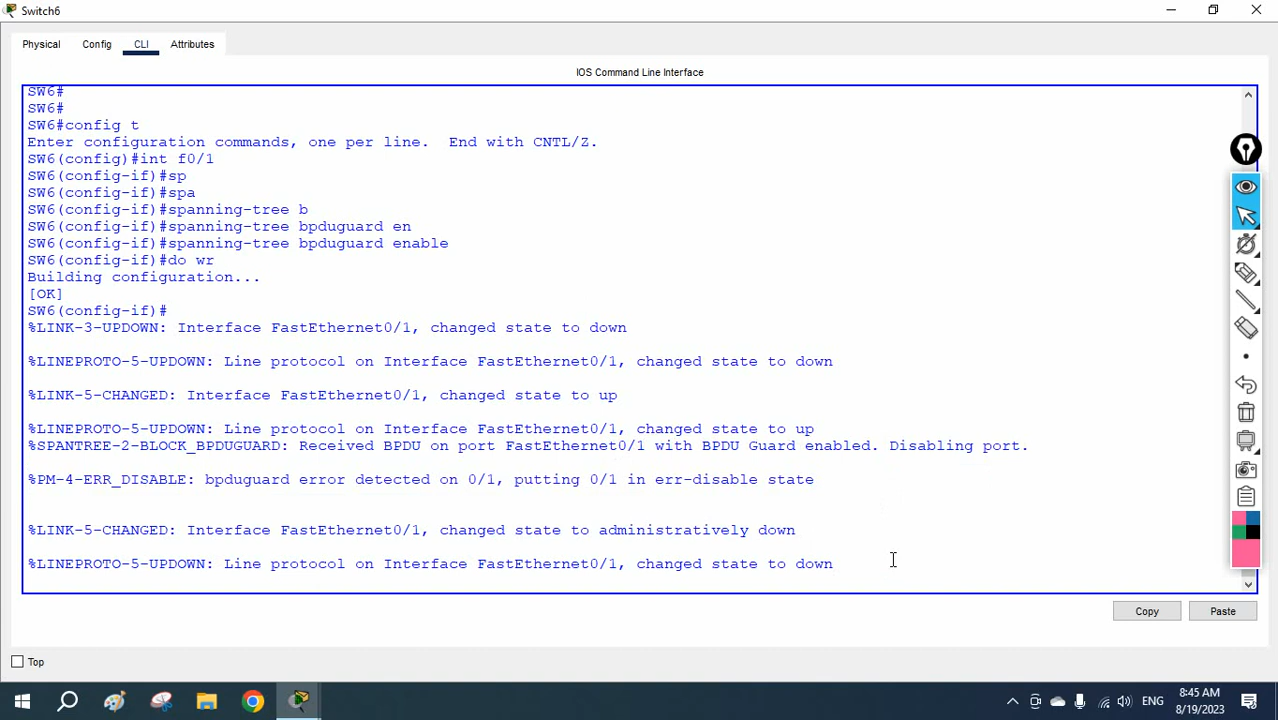 Switch6
Physical Config CLI Attributes
IOS Command Line Interface
SW6#
SW6#
SW6#config t
Enter configuration commands, one per line. End with CNTL/Z.
SW6(config)#int f0/1
SW6(config-if)#sp
SW6(config-if)#spa
SW6(config-if)#spanning-tree b
SW6(config-if)#spanning-tree bpduguard en
SW6(config-if)#spanning-tree bpduguard enable
SW6(config-if)#do wr
Building configuration...
[OK]
SW6(config-if)#
%LINK-3-UPDOWN: Interface FastEthernet0/1, changed state to down
%LINEPROTO-5-UPDOWN: Line protocol on Interface FastEthernet0/1, changed state to down
%LINK-5-CHANGED: Interface FastEthernet0/1, changed state to up
%LINEPROTO-5-UPDOWN: Line protocol on Interface FastEthernet0/1, changed state to up
%SPANTREE-2-BLOCK_BPDUGUARD: Received BPDU on port FastEthernet0/1 with BPDU Guard enabled. Disabling port.
%PM-4-ERR_DISABLE: bpduguard error detected on 0/1, putting 0/1 in err-disable state
%LINK-5-CHANGED: Interface FastEthernet0/1, changed state to administratively down
%LINEPROTO-5-UPDOWN: Line protocol on Interface FastEthernet0/1, changed state to down
Copy Paste
Top
ENG
8:45 AM
8/19/2023